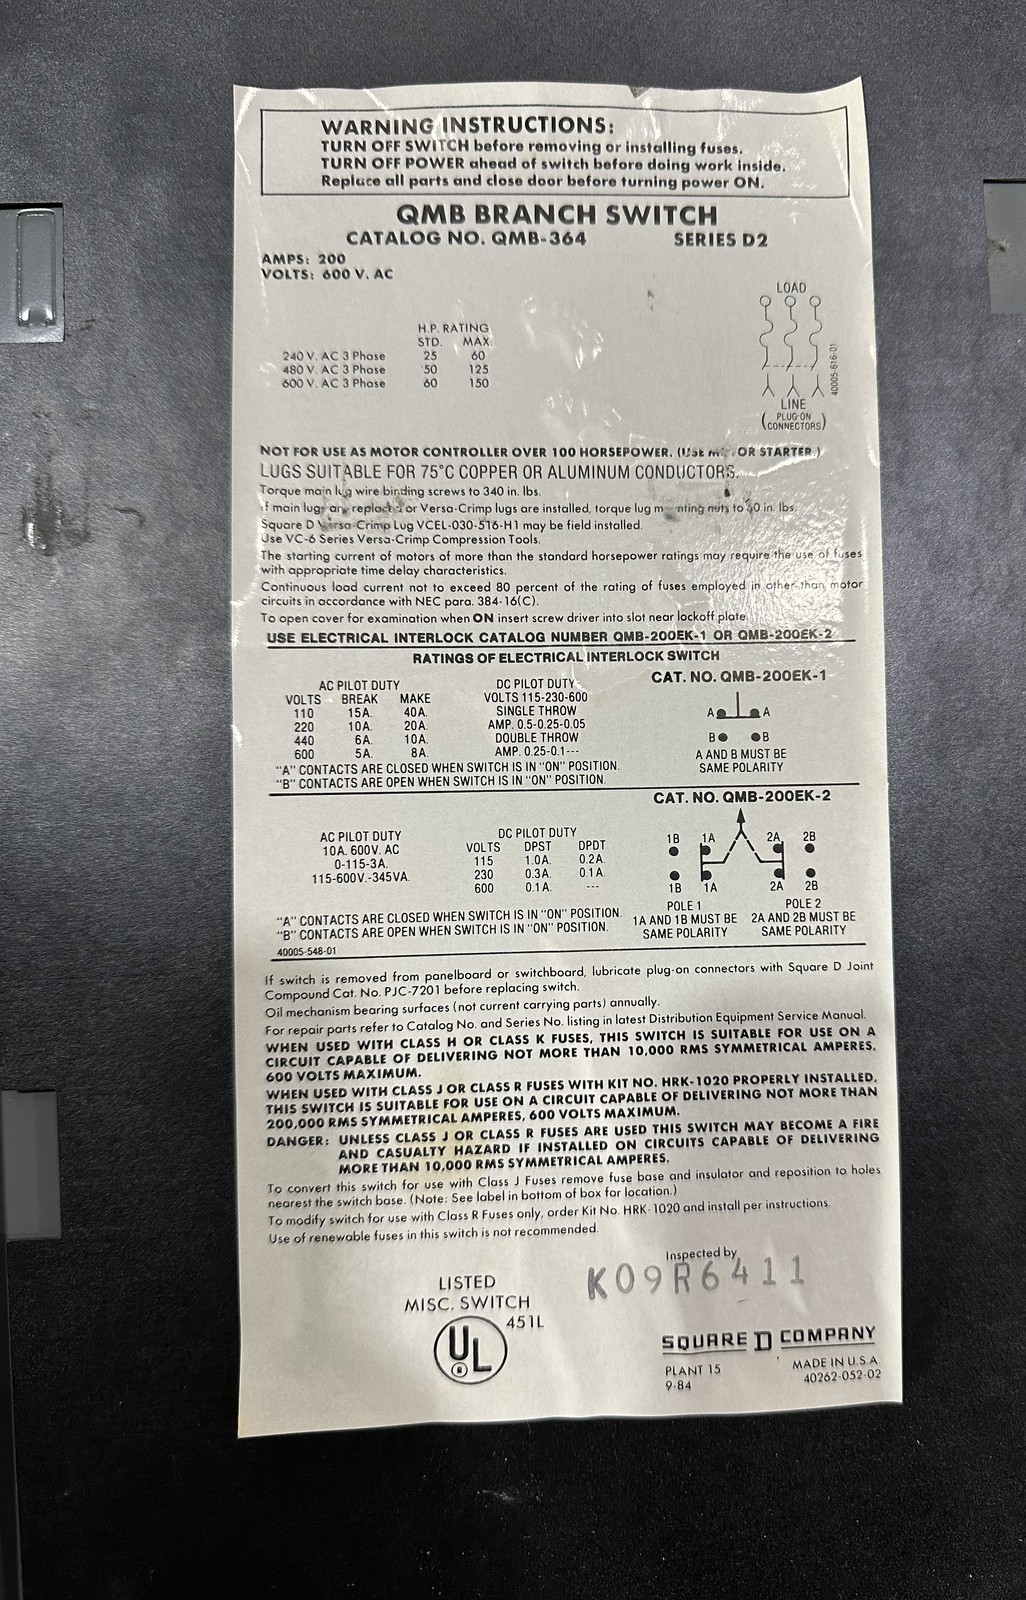 WARNING INSTRUCTIONS:
TURN OFF SWITCH before removing or installing fuses.
TURN OFF POWER ahead of switch before doing work inside.
Replace all parts and close door before turning power ON.
QMB BRANCH SWITCH
CATALOG NO. QMB-364 SERIES D2
AMPS: 200
VOLTS: 600 V. AC
H.P. RATING
STD. MAX.
240 V. AC 3 Phase 25 60
480 V. AC 3 Phase 50 125
600 V. AC 3 Phase 60 150
LOAD
40005-616-01
LINE
(PLUG-ON
CONNECTORS)
NOT FOR USE AS MOTOR CONTROLLER OVER 100 HORSEPOWER. (USE OR STARTER.)
LUGS SUITABLE FOR 75°C COPPER OR ALUMINUM CONDUCTORS.
Torque main lug wire binding screws to 340 in. lbs.
If main lugs are or Versa-Crimp lugs are installed, torque lug nuts to in. lbs.
Square D Versa-Crimp Lug VCEL-030-516-H1 may be field installed.
Use VC-6 Series Versa-Crimp Compression Tools.
The starting current of motors of more than the standard horsepower ratings may require the use of fuses
with appropriate time delay characteristics.
Continuous load current not to exceed 80 percent of the rating of fuses employed in other than motor
circuits in accordance with NEC para. 384-16(C).
To open cover for examination when ON insert screw driver into slot near lockoff plate
USE ELECTRICAL INTERLOCK CATALOG NUMBER QMB-200EK-1 OR QMB-200EK-2
RATINGS OF ELECTRICAL INTERLOCK SWITCH
AC PILOT DUTY
VOLTS BREAK MAKE
110 15A. 40A.
220 10A. 20A.
440 6A. 10A.
600 5A. 8A.
DC PILOT DUTY
VOLTS 115-230-600
SINGLE THROW
AMP. 0.5-0.25-0.05
DOUBLE THROW
AMP. 0.25-0.1---
"A" CONTACTS ARE CLOSED WHEN SWITCH IS IN "ON" POSITION.
"B" CONTACTS ARE OPEN WHEN SWITCH IS IN "ON" POSITION.
CAT. NO. QMB-200EK-1
A A
B B
A AND B MUST BE
SAME POLARITY
CAT. NO. QMB-200EK-2
AC PILOT DUTY
10A. 600V. AC
0-115-3A.
115-600V.-345VA.
DC PILOT DUTY
VOLTS DPST DPDT
115 1.0A. 0.2A.
230 0.3A. 0.1A.
600 0.1A. ---
1B 1A 2A 2B
1B 1A 2A 2B
POLE 1 POLE 2
1A AND 1B MUST BE 2A AND 2B MUST BE
SAME POLARITY SAME POLARITY
"A" CONTACTS ARE CLOSED WHEN SWITCH IS IN "ON" POSITION.
"B" CONTACTS ARE OPEN WHEN SWITCH IS IN "ON" POSITION.
40005-548-01
If switch is removed from panelboard or switchboard, lubricate plug-on connectors with Square D Joint
Compound Cat. No. PJC-7201 before replacing switch.
Oil mechanism bearing surfaces (not current carrying parts) annually.
For repair parts refer to Catalog No. and Series No. listing in latest Distribution Equipment Service Manual.
WHEN USED WITH CLASS H OR CLASS K FUSES, THIS SWITCH IS SUITABLE FOR USE ON A
CIRCUIT CAPABLE OF DELIVERING NOT MORE THAN 10,000 RMS SYMMETRICAL AMPERES,
600 VOLTS MAXIMUM.
WHEN USED WITH CLASS J OR CLASS R FUSES WITH KIT NO. HRK-1020 PROPERLY INSTALLED,
THIS SWITCH IS SUITABLE FOR USE ON A CIRCUIT CAPABLE OF DELIVERING NOT MORE THAN
200,000 RMS SYMMETRICAL AMPERES, 600 VOLTS MAXIMUM.
DANGER: UNLESS CLASS J OR CLASS R FUSES ARE USED THIS SWITCH MAY BECOME A FIRE
AND CASUALTY HAZARD IF INSTALLED ON CIRCUITS CAPABLE OF DELIVERING
MORE THAN 10,000 RMS SYMMETRICAL AMPERES.
To convert this switch for use with Class J Fuses remove fuse base and insulator and reposition to holes
nearest the switch base. (Note: See label in bottom of box for location.)
To modify switch for use with Class R Fuses only, order Kit No. HRK-1020 and install per instructions.
Use of renewable fuses in this switch is not recommended.
Inspected by
K09R6411
LISTED
MISC. SWITCH
451L
UL
®
SQUARE D COMPANY
PLANT 15 MADE IN U.S.A.
9-84 40262-052-02